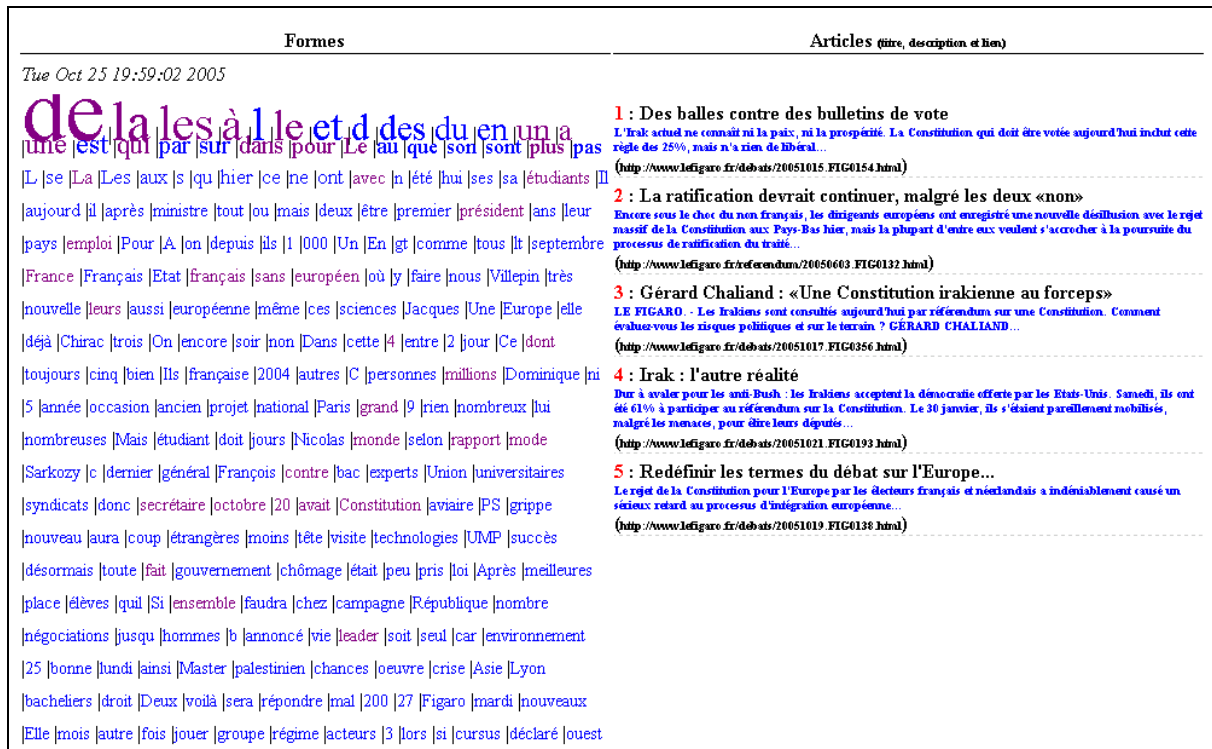 Formes
Tue Oct 25 19:59:02 2005
de |la |les |à |l |le |et |d |des |du |en |un |a
|une |est |qui |par |sur |dans |pour |Le |au |que |son |sont |plus |pas
|L |se |La |Les |aux |s |qu |hier |ce |ne |ont |avec |n |été |hui |ses |sa |étudiants |Il
|aujourd |il |après |ministre |tout |ou |mais |deux |être |premier |président |ans |leur
|pays |emploi |Pour |A |on |depuis |ils |1 |000 |Un |En |gt |comme |tous |lt |septembre
|France |Français |Etat |français |sans |européen |où |y |faire |nous |Villepin |très
|nouvelle |leurs |aussi |européenne |même |ces |sciences |Jacques |Une |Europe |elle
|déjà |Chirac |trois |On |encore |soir |non |Dans |cette |4 |entre |2 |jour |Ce |dont
|toujours |cinq |bien |Ils |française |2004 |autres |C |personnes |millions |Dominique |ni
|5 |année |occasion |ancien |projet |national |Paris |grand |9 |rien |nombreux |lui
|nombreuses |Mais |étudiant |doit |jours |Nicolas |monde |selon |rapport |mode
|Sarkozy |c |dernier |général |François |contre |bac |experts |Union |universitaires
|syndicats |donc |secrétaire |octobre |20 |avait |Constitution |aviaire |PS |grippe
|nouveau |aura |coup |étrangères |moins |tête |visite |technologies |UMP |succès
|désormais |toute |fait |gouvernement |chômage |était |peu |pris |loi |Après |meilleures
|place |élèves |quil |Si |ensemble |faudra |chez |campagne |République |nombre
|négociations |jusqu |hommes |b |annoncé |vie |leader |soit |seul |car |environnement
|25 |bonne |lundi |ainsi |Master |palestinien |chances |oeuvre |crise |Asie |Lyon
|bacheliers |droit |Deux |voilà |sera |répondre |mal |200 |27 |Figaro |mardi |nouveaux
|Elle |mois |autre |fois |jouer |groupe |régime |acteurs |3 |lors |si |cursus |déclaré |ouest
Articles (titre, description et lien)
1 : Des balles contre des bulletins de vote
L'Irak actuel ne connaît ni la paix, ni la prospérité. La Constitution qui doit être votée aujourd'hui inclut cette
règle des 25%, mais n'a rien de libéral...
(http://www.lefigaro.fr/debats/20051015.FIG0154.html)
2 : La ratification devrait continuer, malgré les deux «non»
Encore sous le choc du non français, les dirigeants européens ont enregistré une nouvelle désillusion avec le rejet
massif de la Constitution aux Pays-Bas hier, mais la plupart d'entre eux veulent s'accrocher à la poursuite du
processus de ratification du traité...
(http://www.lefigaro.fr/referendum/20050603.FIG0132.html)
3 : Gérard Chaliand : «Une Constitution irakienne au forceps»
LE FIGARO. - Les Irakiens sont consultés aujourd'hui par référendum sur une Constitution. Comment
évaluez-vous les risques politiques et sur le terrain ? GÉRARD CHALIAND...
(http://www.lefigaro.fr/debats/20051017.FIG0356.html)
4 : Irak : l'autre réalité
Dur à avaler pour les anti-Bush : les Irakiens acceptent la démocratie offerte par les Etats-Unis. Samedi, ils ont
été 61% à participer au référendum sur la Constitution. Le 30 janvier, ils s'étaient pareillement mobilisés,
malgré les menaces, pour élire leurs députés...
(http://www.lefigaro.fr/debats/20051021.FIG0193.html)
5 : Redéfinir les termes du débat sur l'Europe...
Le rejet de la Constitution pour l'Europe par les électeurs français et néerlandais a indéniablement causé un
sérieux retard au processus d'intégration européenne...
(http://www.lefigaro.fr/debats/20051019.FIG0138.html)